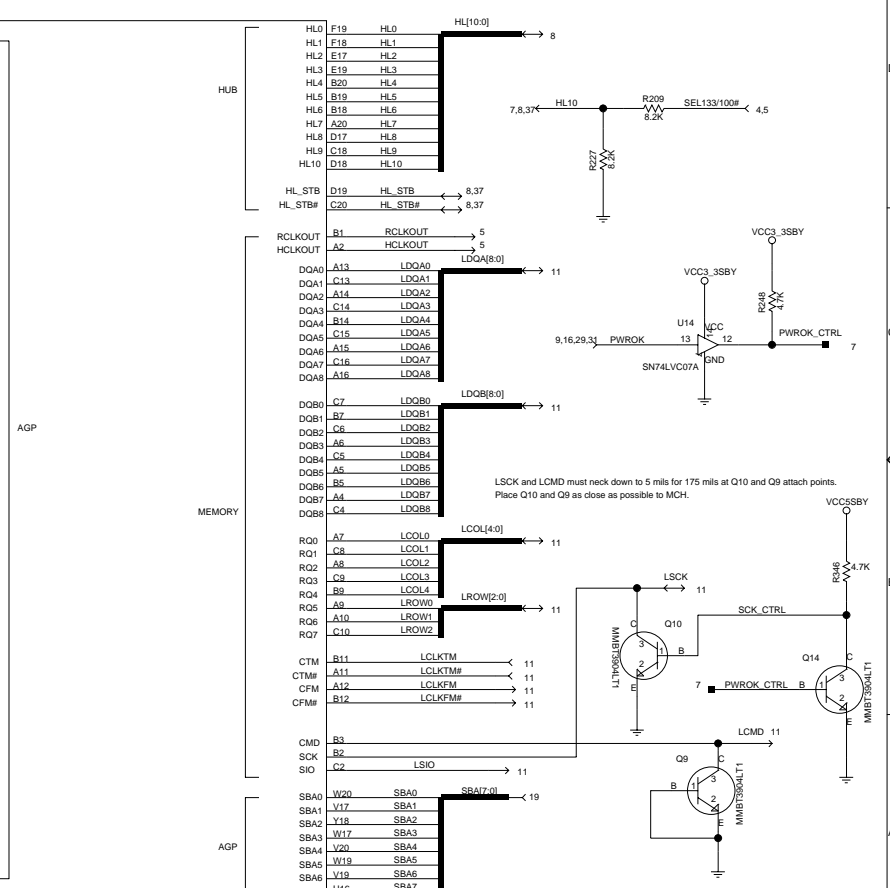 HL[10:0]
HL0 F19 HL0 8
HL1 F18 HL1
HL2 E17 HL2
HL3 E19 HL3
HUB HL4 B20 HL4
HL5 B19 HL5
HL6 B18 HL6
HL7 A20 HL7
HL8 D17 HL8
HL9 C18 HL9
HL10 D18 HL10
7,8,37 HL10 R209 8.2K SEL133/100# 4,5
R227 8.2K
HL_STB D19 HL_STB 8,37
HL_STB# C20 HL_STB# 8,37
RCLKOUT B1 RCLKOUT 5
HCLKOUT A2 HCLKOUT 5
LDQA[8:0]
DQA0 A13 LDQA0 11
DQA1 C13 LDQA1
DQA2 A14 LDQA2
DQA3 C14 LDQA3
DQA4 B14 LDQA4
DQA5 C15 LDQA5
DQA6 A15 LDQA6
DQA7 C16 LDQA7
DQA8 A16 LDQA8
VCC3_3SBY
VCC3_3SBY
R248 4.7K
U14 VCC 14
9,16,29,31 PWROK 13 12 PWROK_CTRL 7
GND
SN74LVC07A
LDQB[8:0]
DQB0 C7 LDQB0 11
DQB1 B7 LDQB1
DQB2 C6 LDQB2
DQB3 A6 LDQB3
DQB4 C5 LDQB4
DQB5 A5 LDQB5
DQB6 B5 LDQB6
DQB7 A4 LDQB7
DQB8 C4 LDQB8
AGP
MEMORY
LSCK and LCMD must neck down to 5 mils for 175 mils at Q10 and Q9 attach points.
Place Q10 and Q9 as close as possible to MCH.
VCC5SBY
R346 4.7K
LCOL[4:0]
RQ0 A7 LCOL0 11
RQ1 C8 LCOL1
RQ2 A8 LCOL2
RQ3 C9 LCOL3
RQ4 B9 LCOL4
LROW[2:0]
RQ5 A9 LROW0 11
RQ6 A10 LROW1
RQ7 C10 LROW2
LSCK 11
SCK_CTRL
C Q10
3
1 B
2
E
MMBT3904LT1
CTM B11 LCLKTM 11
CTM# A11 LCLKTM# 11
CFM A12 LCLKFM 11
CFM# B12 LCLKFM# 11
Q14 C
3
7 PWROK_CTRL B 1
2
E
MMBT3904LT1
CMD B3 LCMD 11
SCK B2
SIO C2 LSIO 11
Q9 C
3
B 1
2
E
MMBT3904LT1
SBA[7:0]
SBA0 W20 SBA0 19
SBA1 V17 SBA1
SBA2 Y18 SBA2
SBA3 W17 SBA3
AGP SBA4 V20 SBA4
SBA5 W19 SBA5
SBA6 V19 SBA6
SBA7